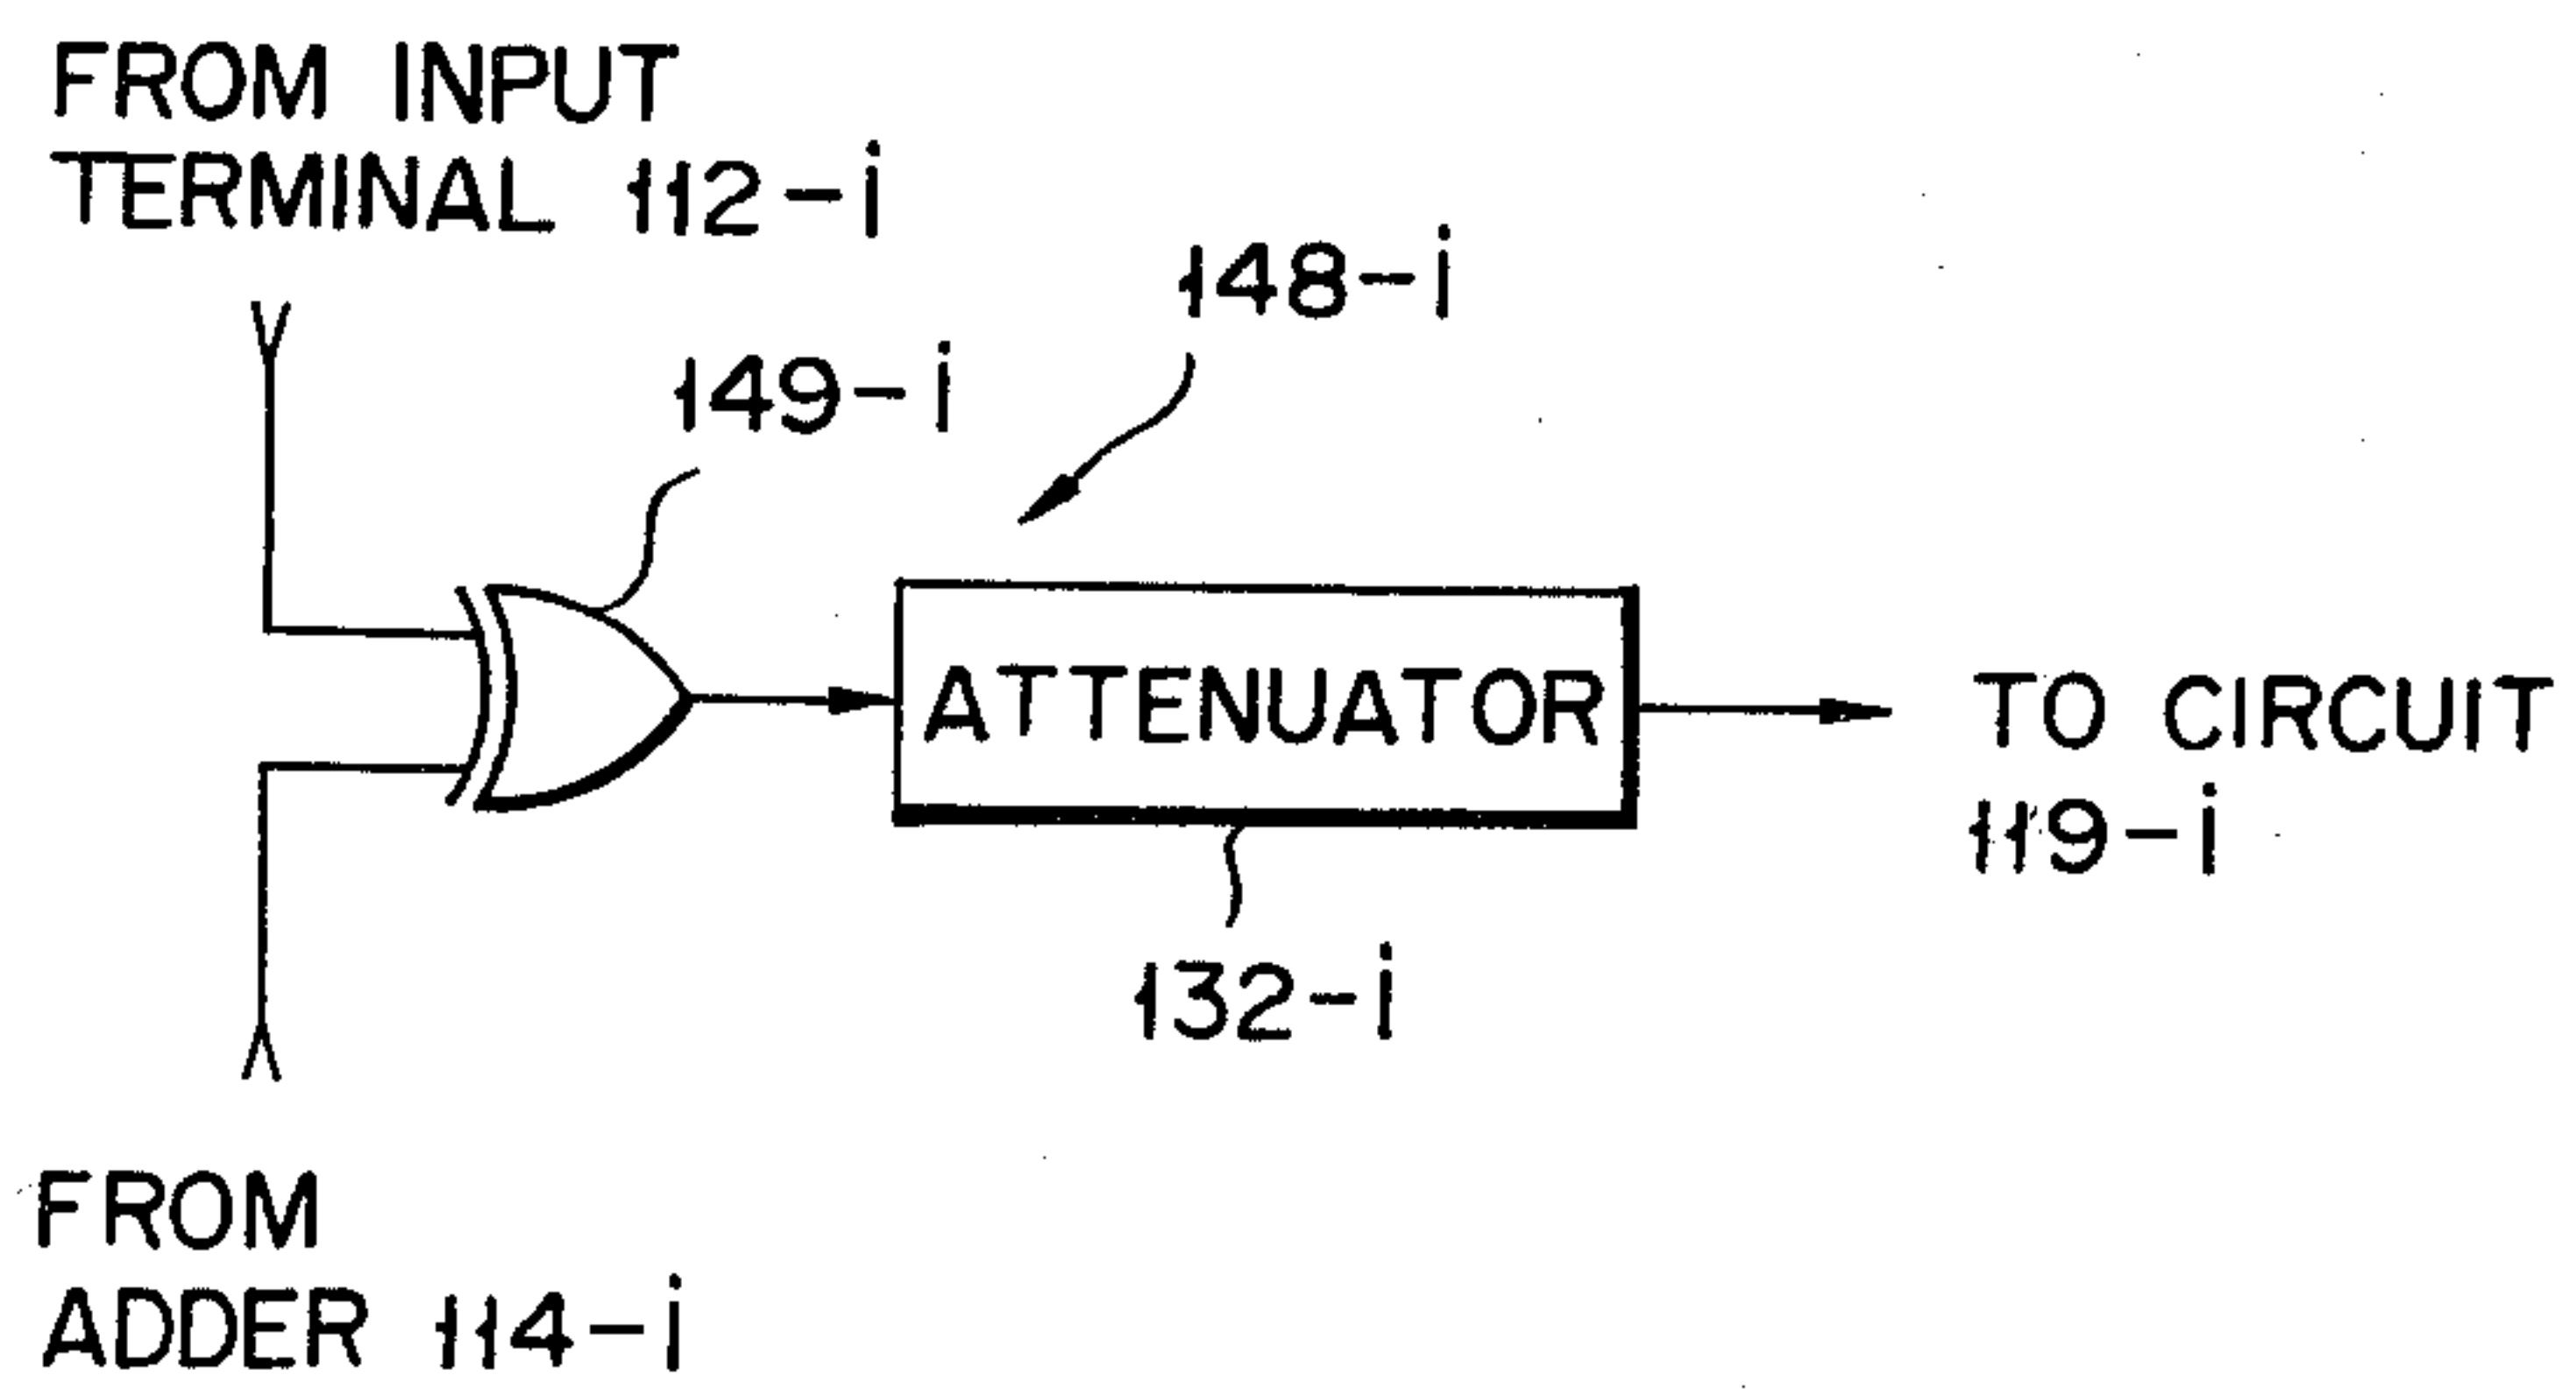 FROM INPUT
TERMINAL 112-i
148-i
149-i
ATTENUATOR
TO CIRCUIT
119-i
132-i
FROM
ADDER 114-i